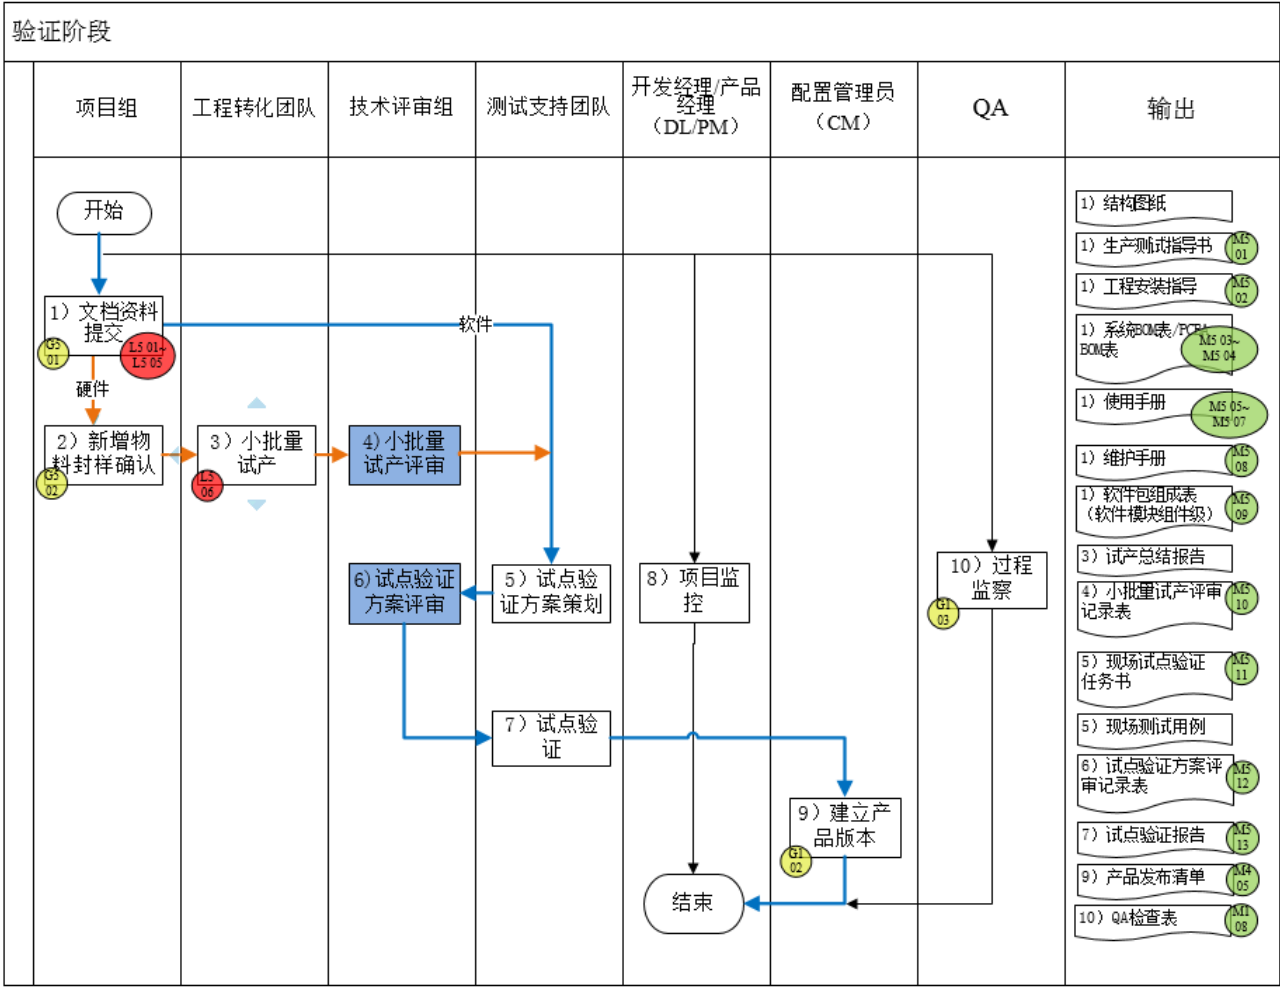 验证阶段
项目组
工程转化团队
技术评审组
测试支持团队
开发经理/产品
经理
（DL/PM）
配置管理员
（CM）
QA
输出
开始
1）文档资料
提交
G5
01
L5 01~
L5 05
软件
硬件
2）新增物
料封样确认
G5
02
3）小批量
试产
L5
06
4)小批量
试产评审
6)试点验证
方案评审
5）试点验
证方案策划
8）项目监
控
10）过程
监察
G1
03
7）试点验
证
9）建立产
品版本
G1
02
结束
1）结构图纸
1）生产测试指导书
M5
01
1）工程安装指导
M5
02
1）系统BOM表/PCBA
BOM表
M5 03~
M5 04
1）使用手册
M5 05~
M5 07
1）维护手册
M5
08
1）软件包组成表
（软件模块组件级）
M5
09
3）试产总结报告
4）小批量试产评审
记录表
M5
10
5）现场试点验证
任务书
M5
11
5）现场测试用例
6）试点验证方案评
审记录表
M5
12
7）试点验证报告
M5
13
9）产品发布清单
M4
05
10）QA检查表
M1
08